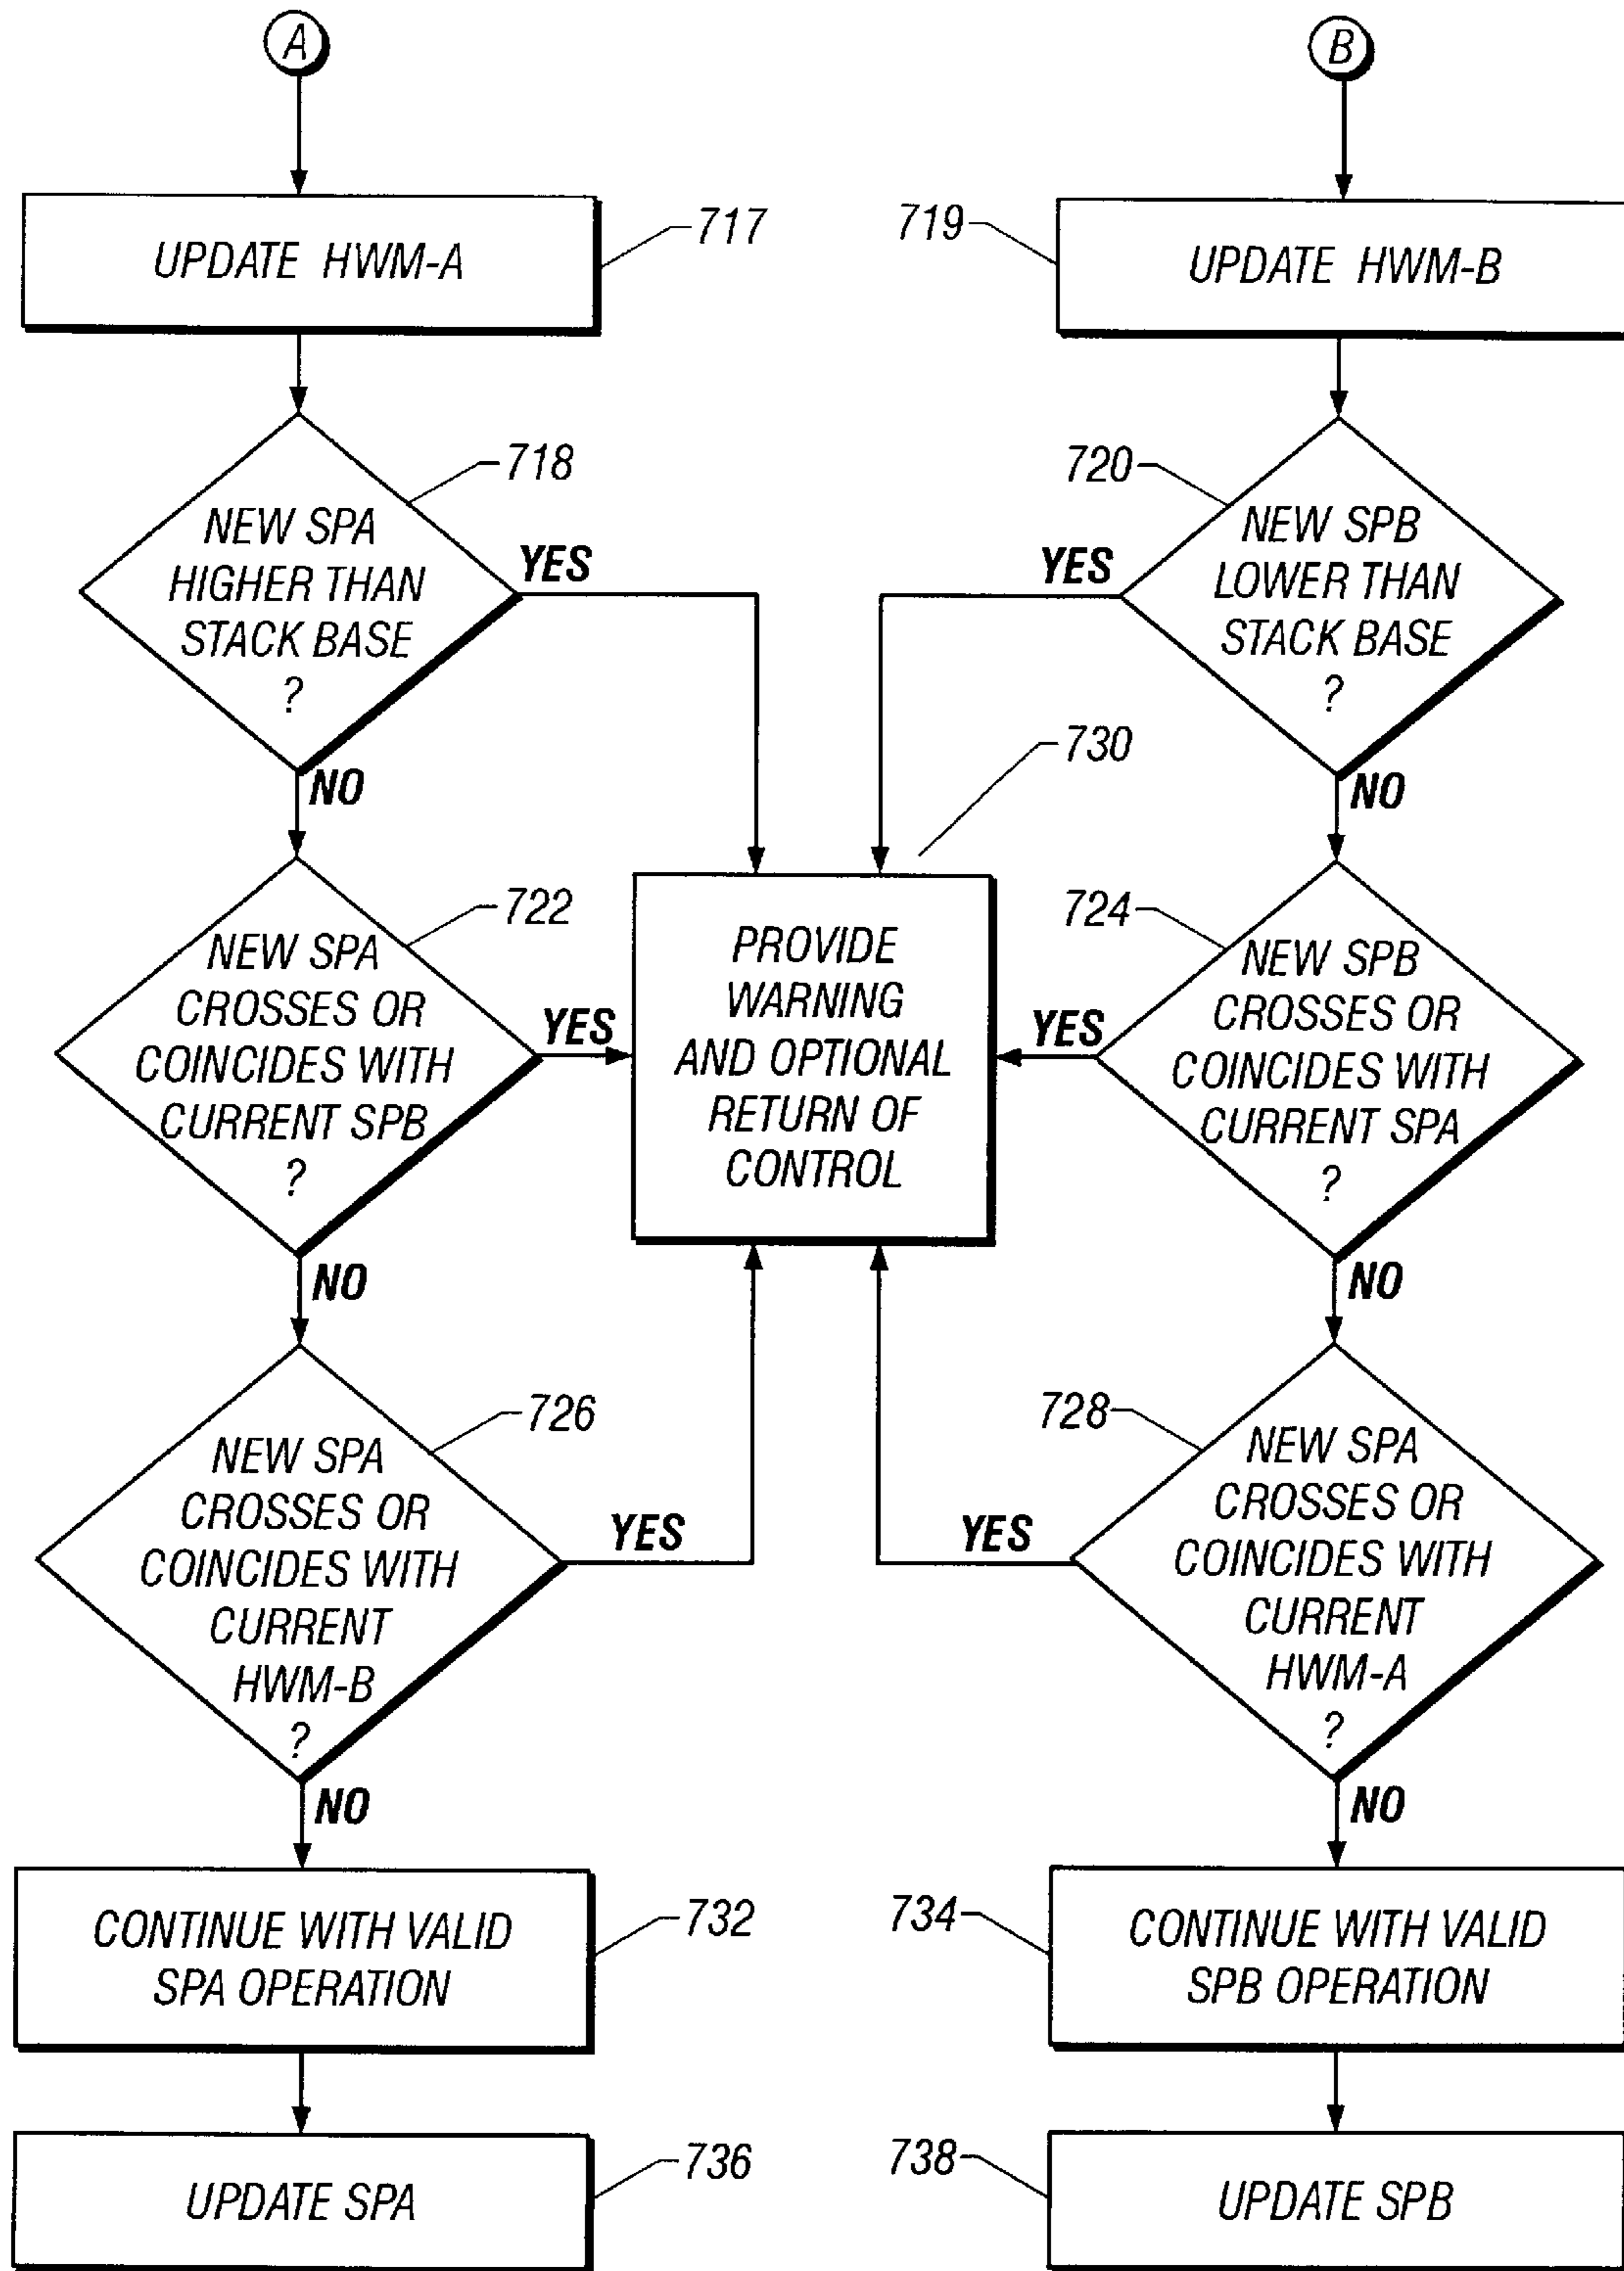 A
B
UPDATE HWM-A
717
719
UPDATE HWM-B
718
NEW SPA
HIGHER THAN
STACK BASE
?
YES
NO
720
NEW SPB
LOWER THAN
STACK BASE
?
YES
NO
730
722
NEW SPA
CROSSES OR
COINCIDES WITH
CURRENT SPB
?
YES
NO
PROVIDE
WARNING
AND OPTIONAL
RETURN OF
CONTROL
724
NEW SPB
CROSSES OR
COINCIDES WITH
CURRENT SPA
?
YES
NO
726
NEW SPA
CROSSES OR
COINCIDES WITH
CURRENT
HWM-B
?
YES
NO
728
NEW SPA
CROSSES OR
COINCIDES WITH
CURRENT
HWM-A
?
YES
NO
CONTINUE WITH VALID
SPA OPERATION
732
734
CONTINUE WITH VALID
SPB OPERATION
UPDATE SPA
736
738
UPDATE SPB